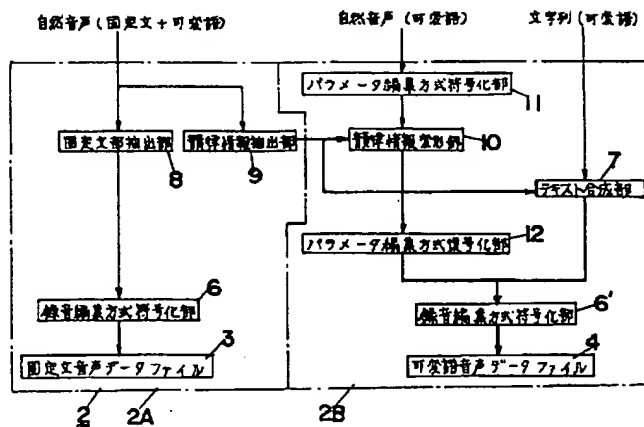 自然音声(固定文+可変語)
自然音声(可変語)
文字列(可変語)
パラメータ編集方式符号化部
11
固定文部抽出部
8
韻律情報抽出部
9
韻律情報変形部
10
7
テキスト合成部
パラメータ編集方式復号化部
12
録音編集方式符号化部
6
録音編集方式符号化部
6'
固定文音声データファイル
3
可変語音声データファイル
4
2
2A
2B